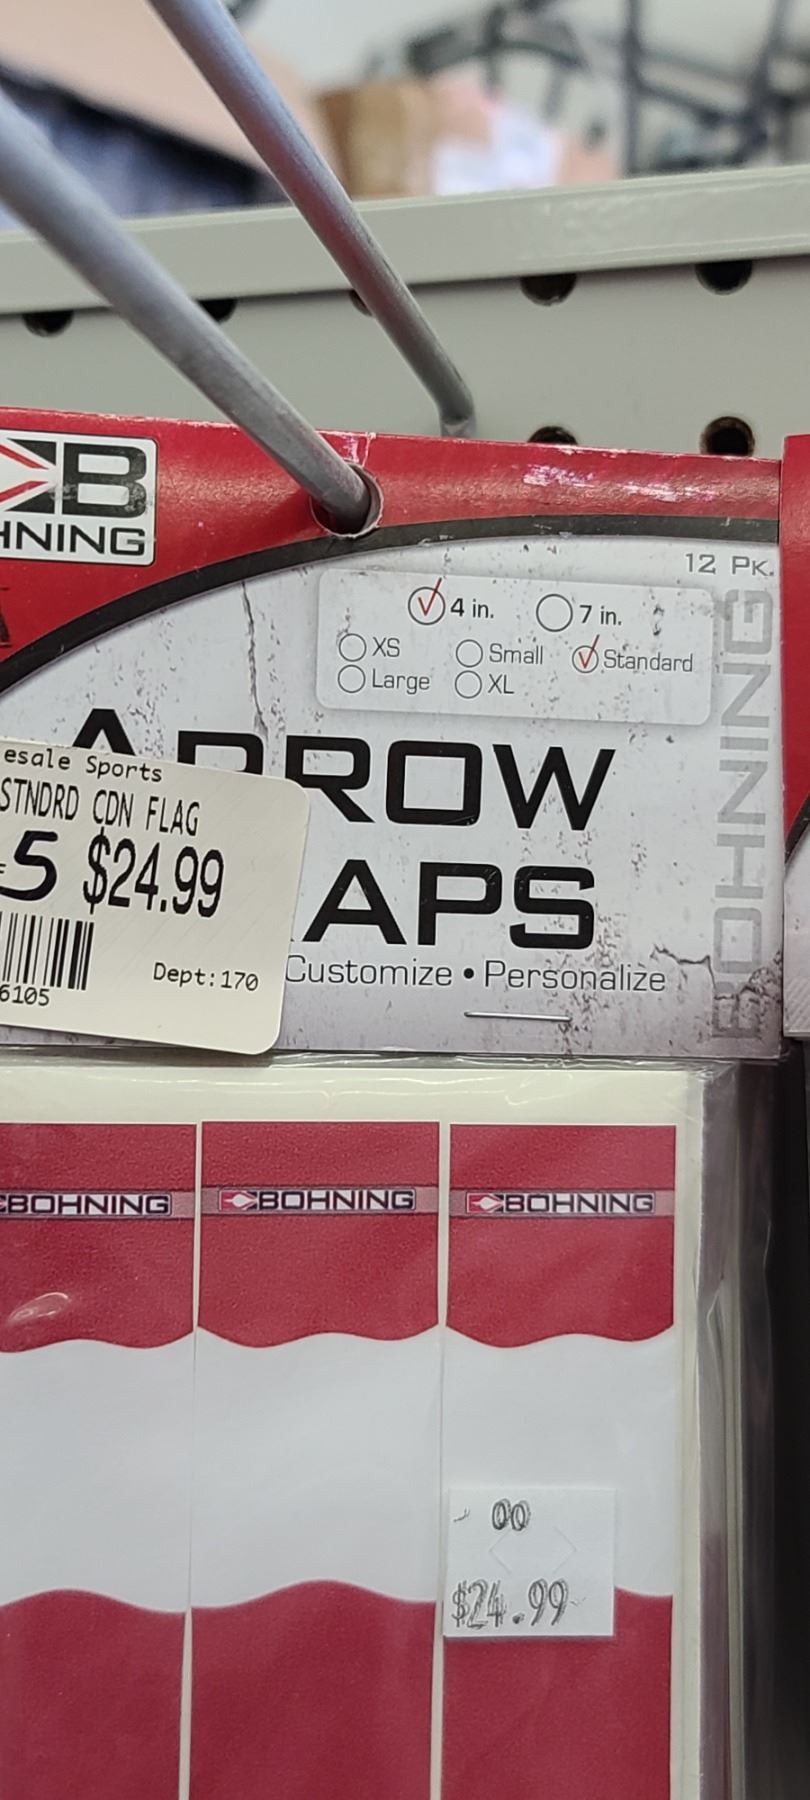 B
HNING
12 PK.
4 in. 7 in.
XS Small Standard
Large XL
BOHNING
ARROW
APS
Customize • Personalize
esale Sports
STNDRD CDN FLAG
5 $24.99
Dept:170
6105
BOHNING BOHNING BOHNING
00
$24.99